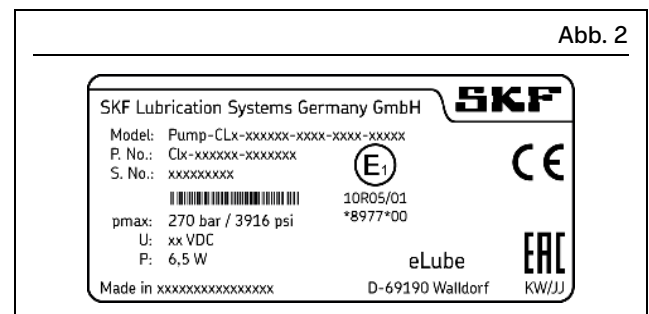 Abb. 2
SKF Lubrication Systems Germany GmbH
SKF
Model: Pump-CLx-xxxxxx-xxxx-xxxx-xxxxx
P. No.: Clx-xxxxxx-xxxxxxx
S. No.: xxxxxxxxx
E1
CE
10R05/01
*8977*00
pmax: 270 bar / 3916 psi
U: xx VDC
P: 6,5 W
eLube
EAC
Made in xxxxxxxxxxxxxxxx
D-69190 Walldorf
KW/JJ